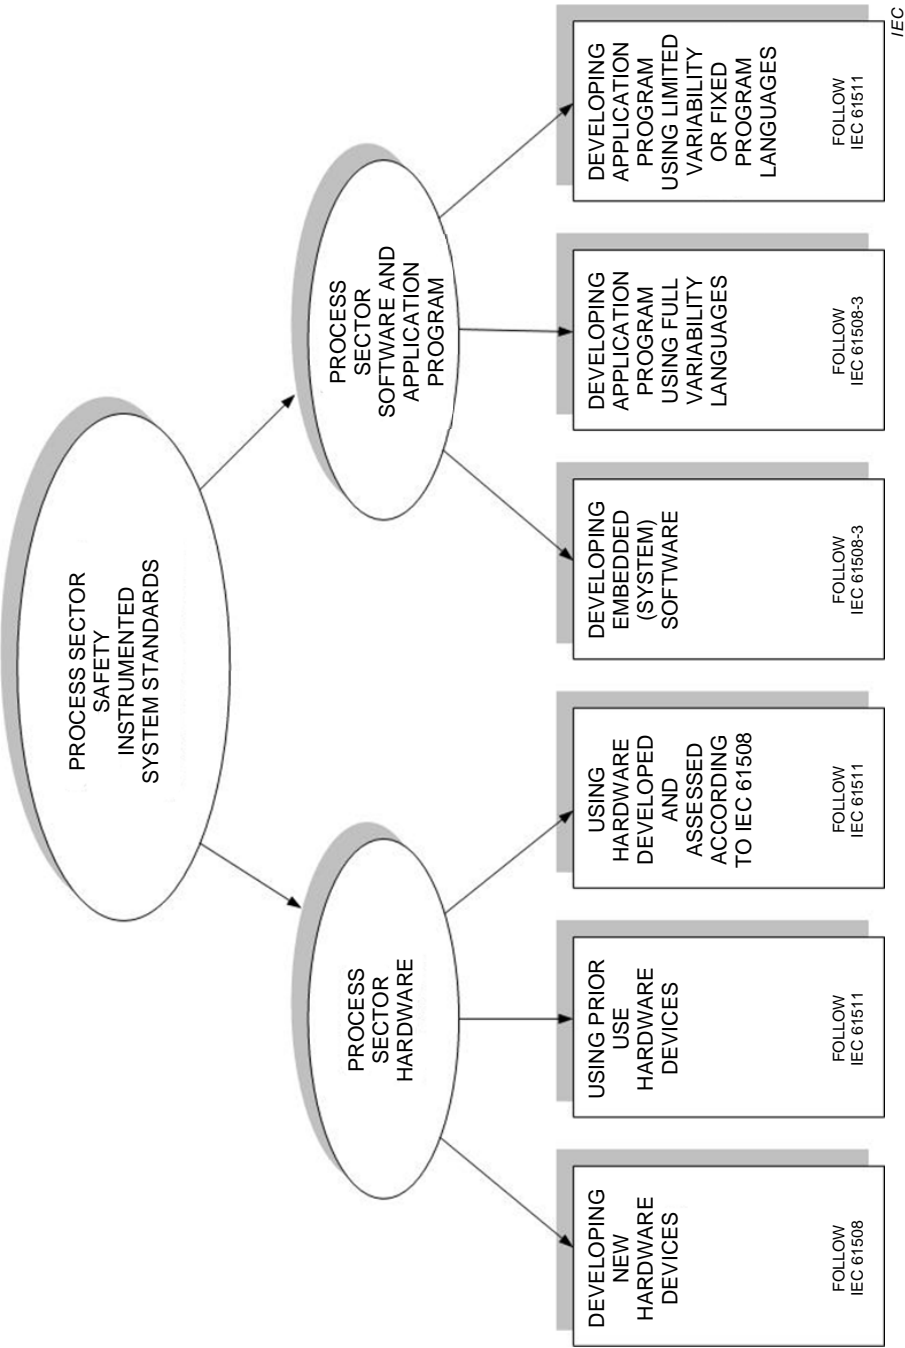 PROCESS SECTOR
SAFETY
INSTRUMENTED
SYSTEM STANDARDS
PROCESS
SECTOR
HARDWARE
PROCESS
SECTOR
SOFTWARE AND
APPLICATION
PROGRAM
DEVELOPING
NEW
HARDWARE
DEVICES
FOLLOW
IEC 61508
USING PRIOR
USE
HARDWARE
DEVICES
FOLLOW
IEC 61511
USING
HARDWARE
DEVELOPED
AND
ASSESSED
ACCORDING
TO IEC 61508
FOLLOW
IEC 61511
DEVELOPING
EMBEDDED
(SYSTEM)
SOFTWARE
FOLLOW
IEC 61508-3
DEVELOPING
APPLICATION
PROGRAM
USING FULL
VARIABILITY
LANGUAGES
FOLLOW
IEC 61508-3
DEVELOPING
APPLICATION
PROGRAM
USING LIMITED
VARIABILITY
OR FIXED
PROGRAM
LANGUAGES
FOLLOW
IEC 61511
IEC